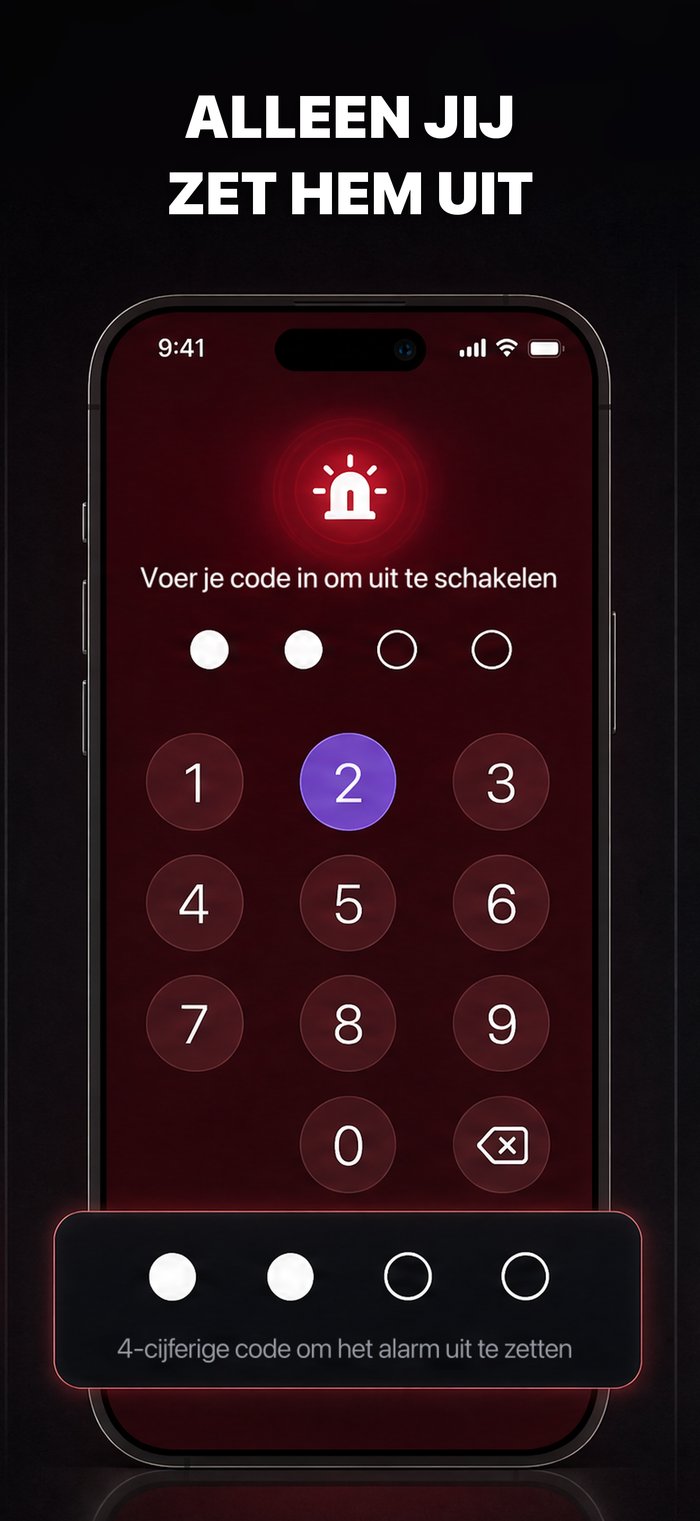 ALLEEN JIJ
ZET HEM UIT
9:41
Voer je code in om uit te schakelen
1 2 3
4 5 6
7 8 9
0
4-cijferige code om het alarm uit te zetten